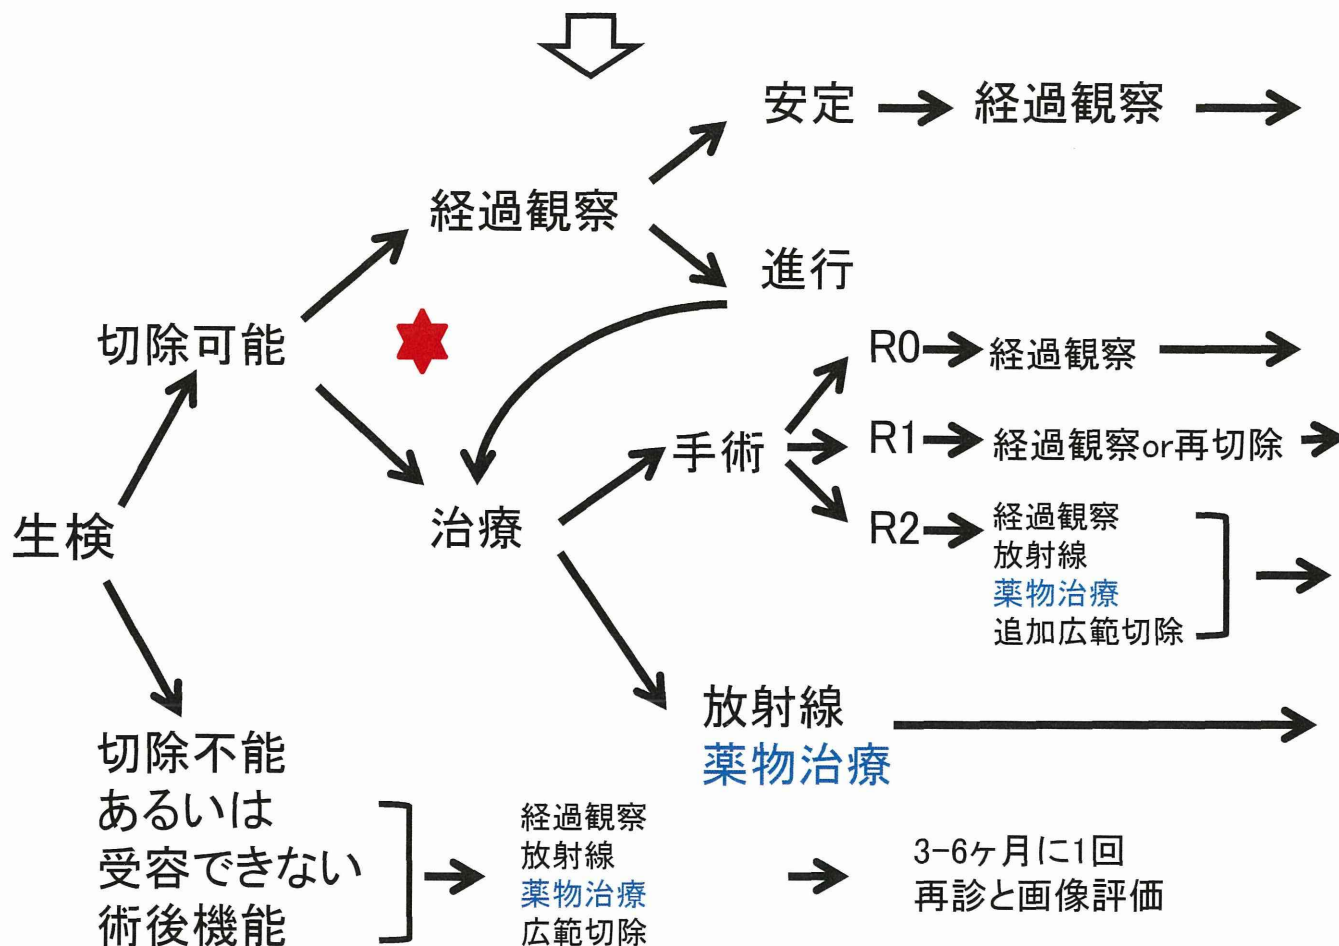 安定
経過観察
経過観察
進行
切除可能
R0
経過観察
手術
R1
経過観察or再切除
生検
治療
R2
経過観察
放射線
薬物治療
追加広範切除
放射線
薬物治療
切除不能
あるいは
受容できない
術後機能
経過観察
放射線
薬物治療
広範切除
3-6ヶ月に1回
再診と画像評価